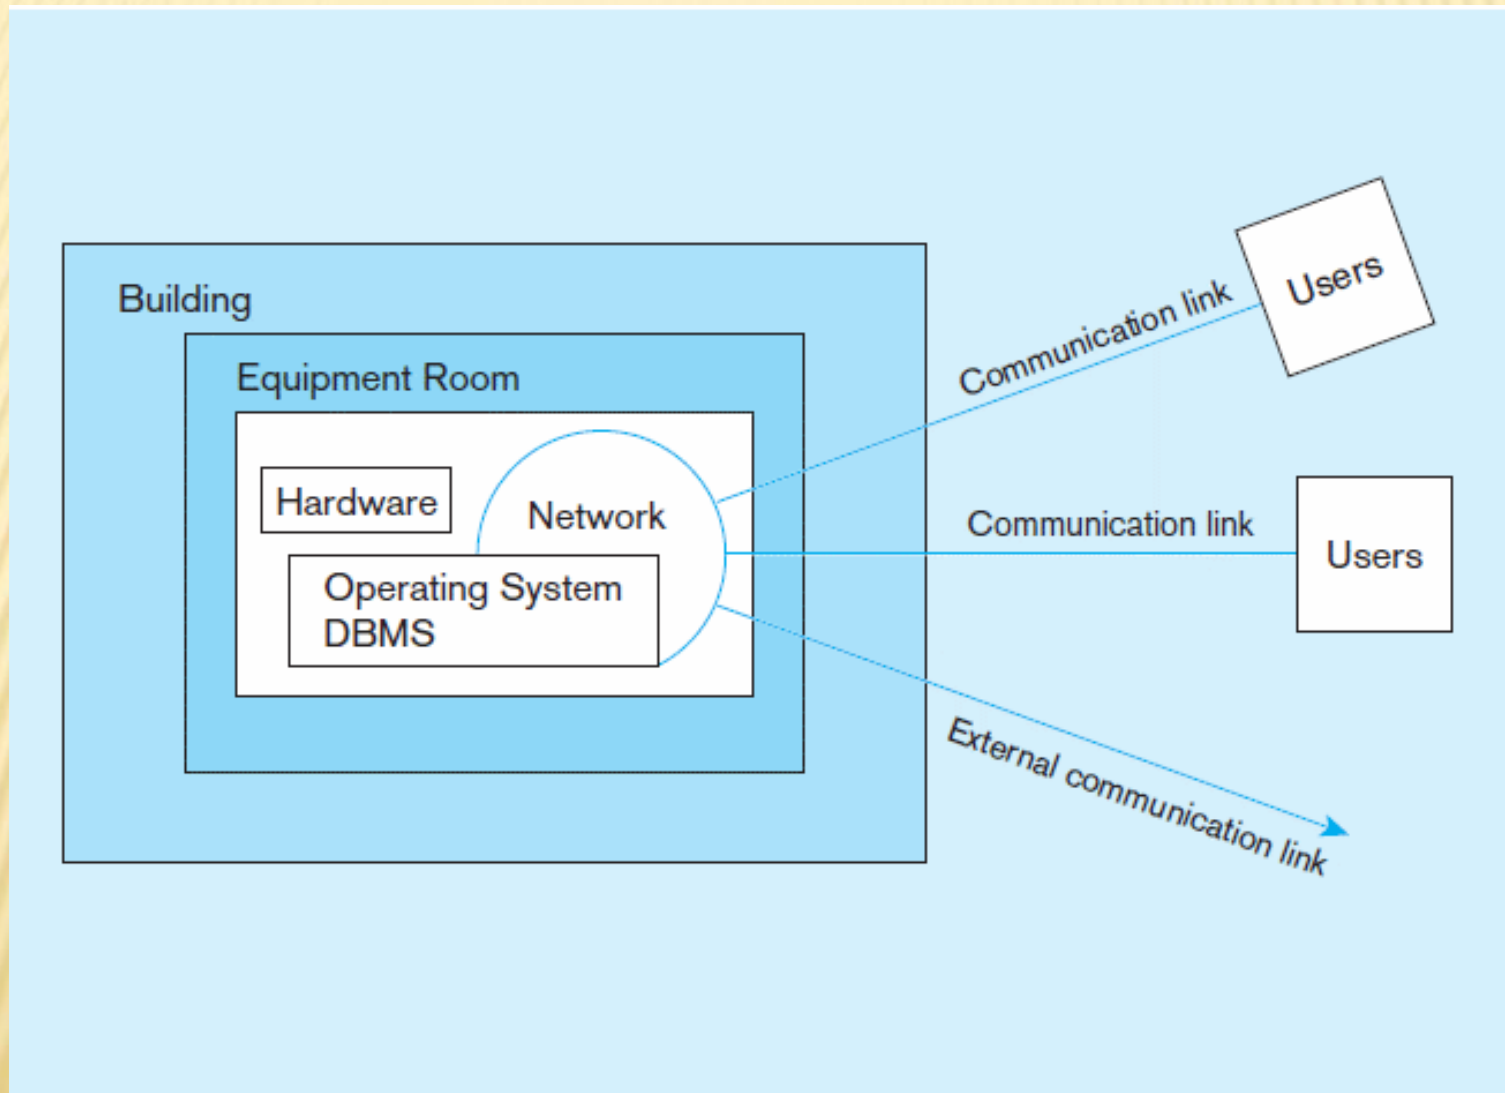 Building
Equipment Room
Hardware
Network
Operating System
DBMS
Communication link
Users
Communication link
Users
External communication link